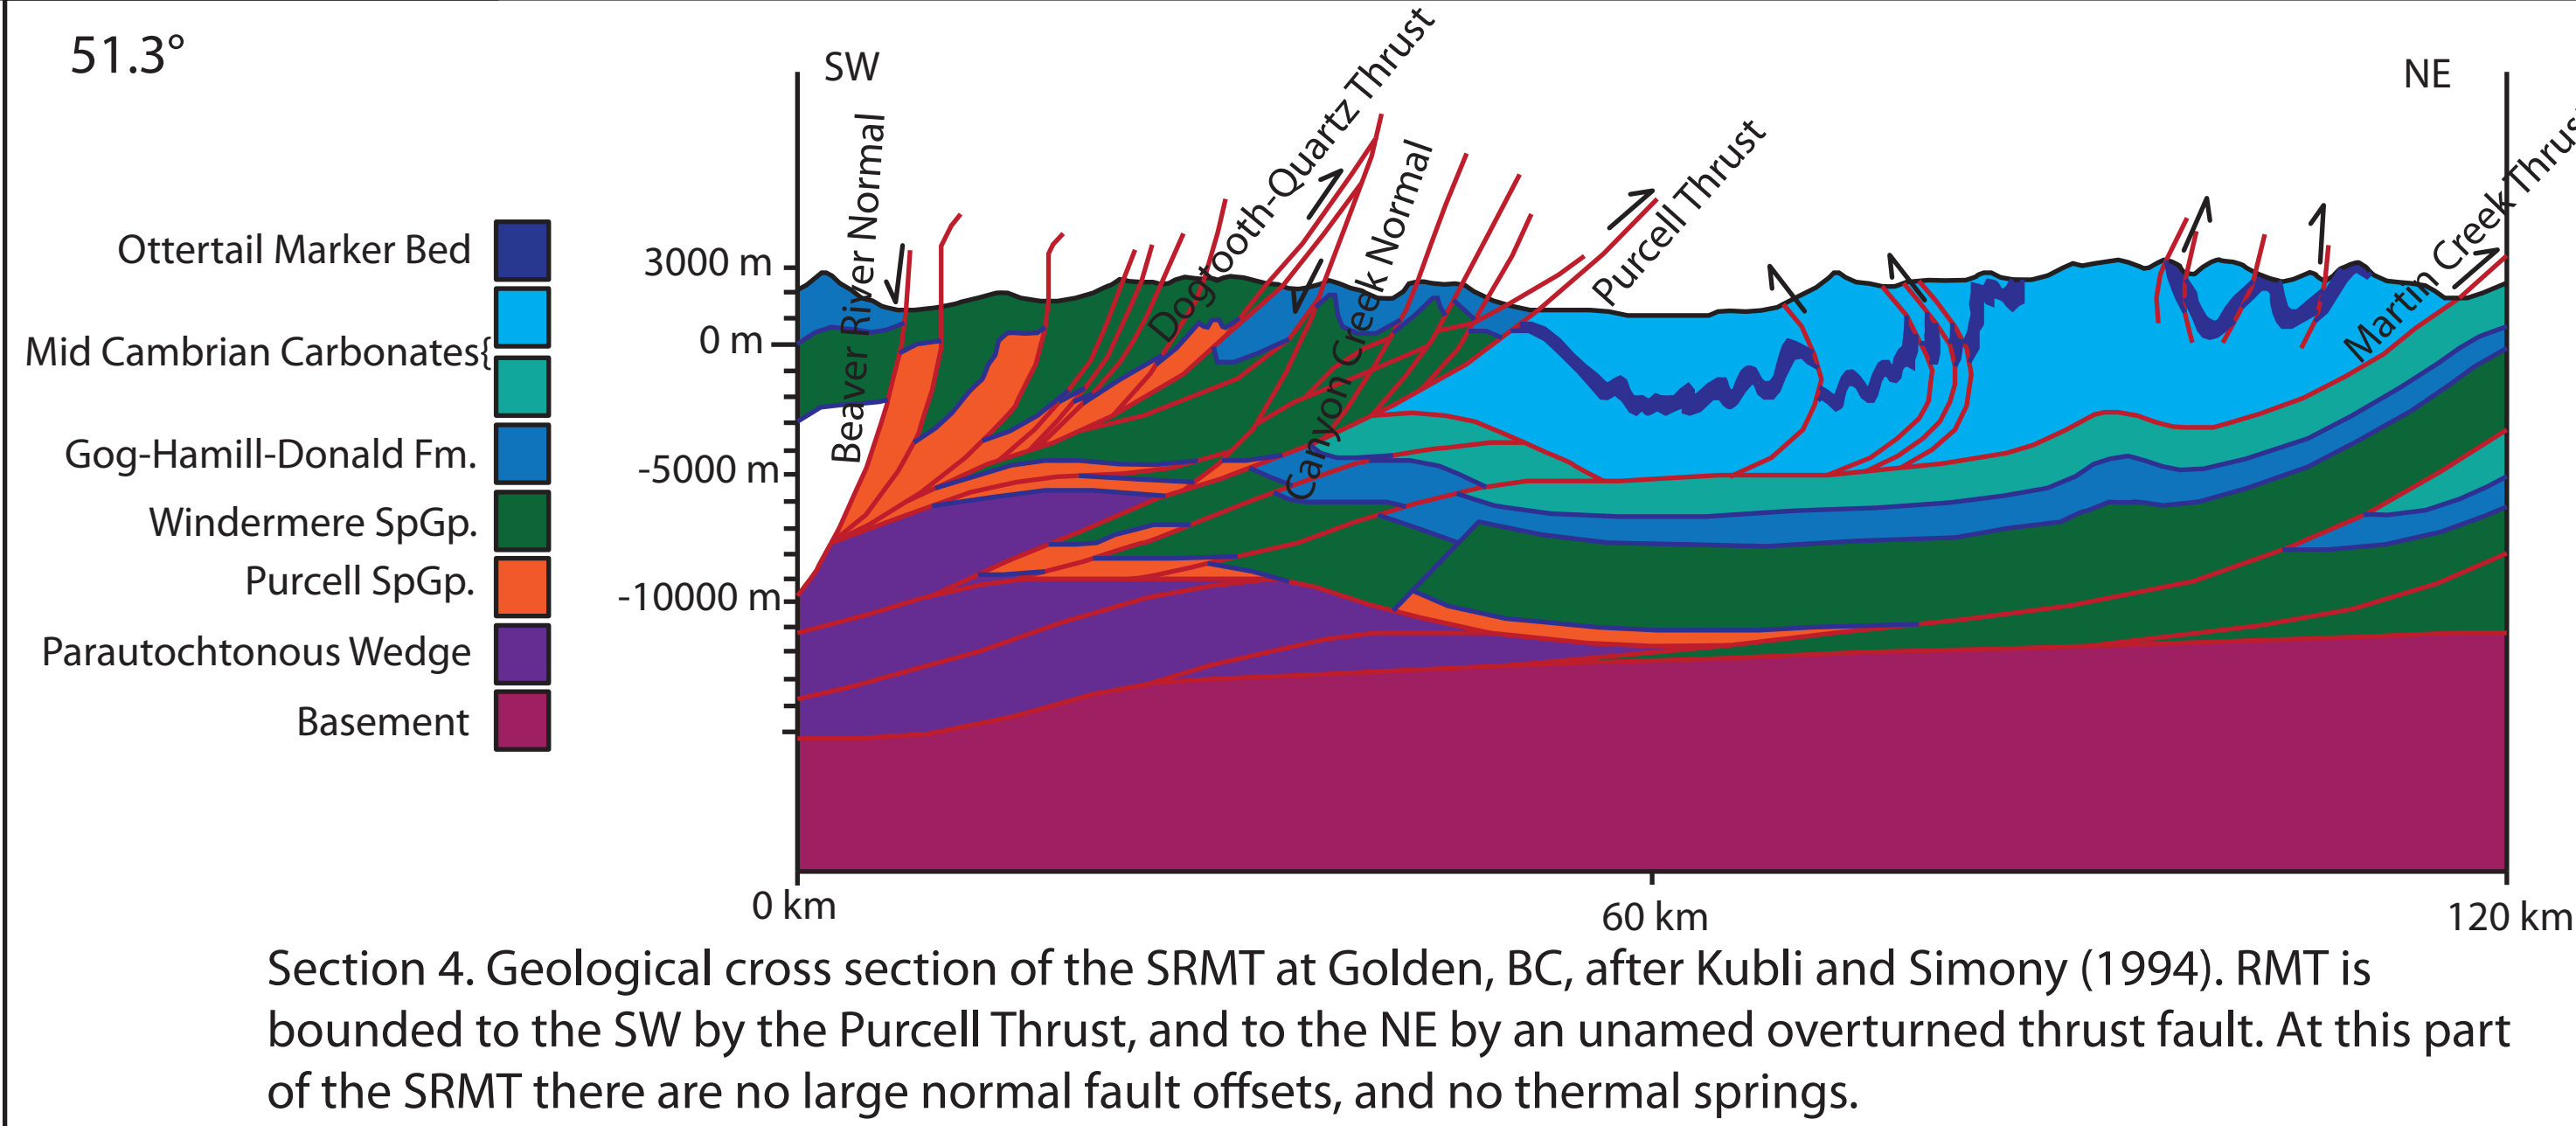 51.3°
SW
NE
Beaver River Normal
Dogtooth-Quartz Thrust
Canyon Creek Normal
Purcell Thrust
Martin Creek Thrus
Ottertail Marker Bed
Mid Cambrian Carbonates{
Gog-Hamill-Donald Fm.
Windermere SpGp.
Purcell SpGp.
Parautochtonous Wedge
Basement
3000 m
0 m
-5000 m
-10000 m
0 km
60 km
120 km
Section 4. Geological cross section of the SRMT at Golden, BC, after Kubli and Simony (1994). RMT is
bounded to the SW by the Purcell Thrust, and to the NE by an unamed overturned thrust fault. At this part
of the SRMT there are no large normal fault offsets, and no thermal springs.